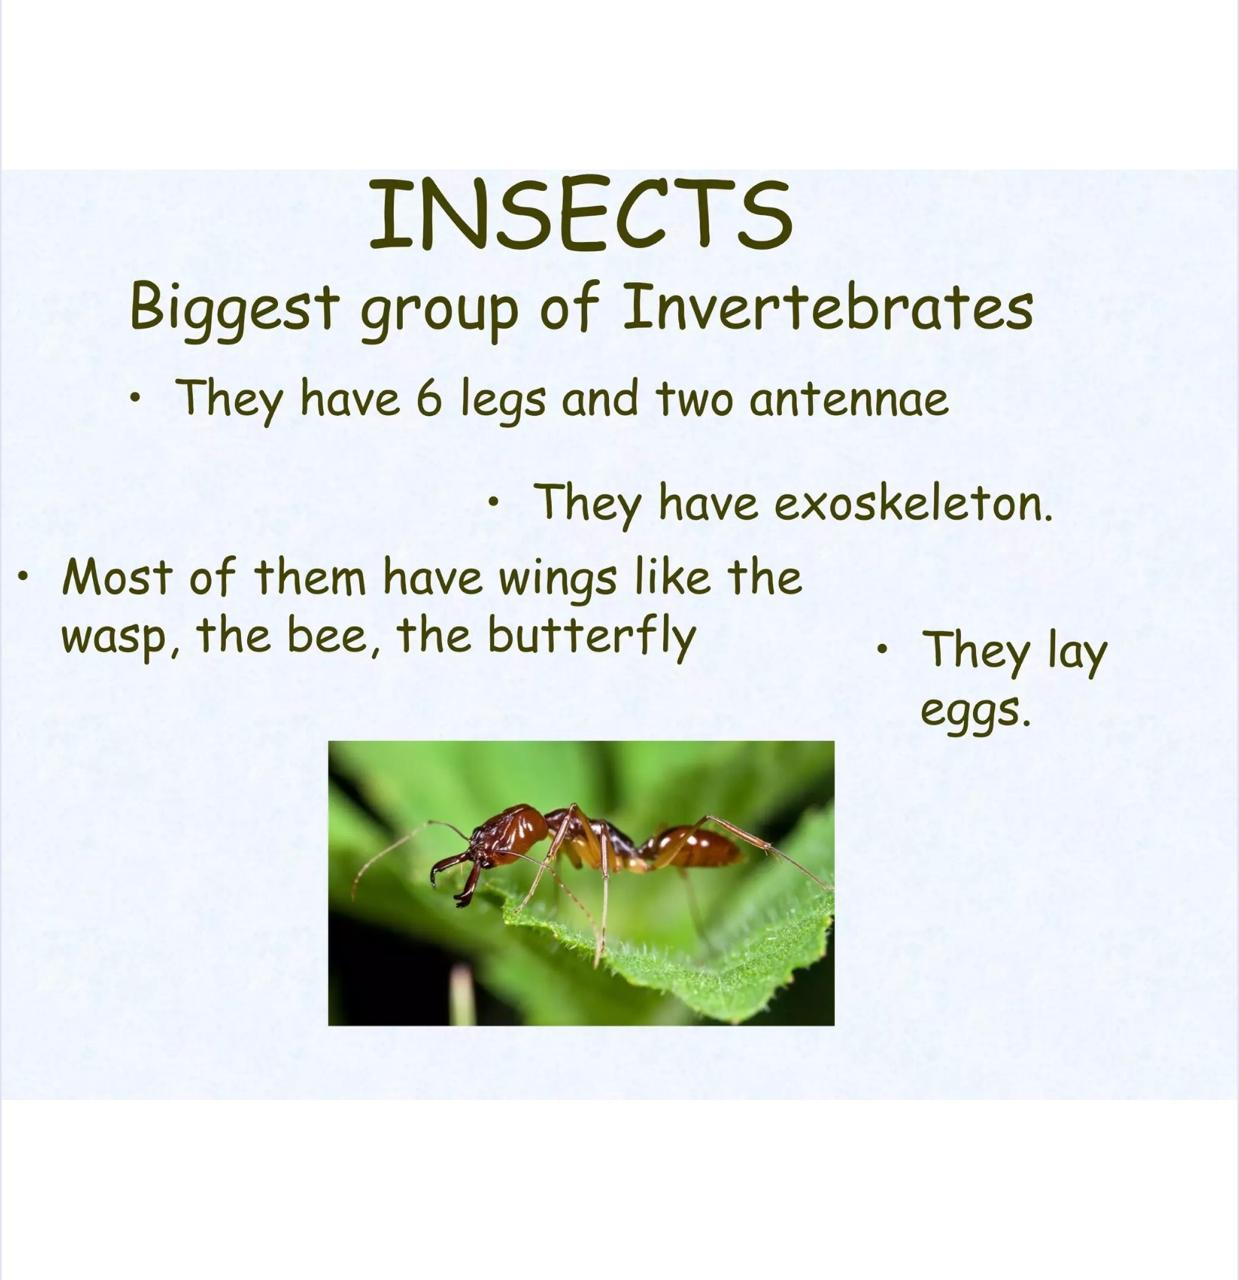 INSECTS
Biggest group of Invertebrates
• They have 6 legs and two antennae
• They have exoskeleton.
• Most of them have wings like the
wasp, the bee, the butterfly
• They lay
eggs.